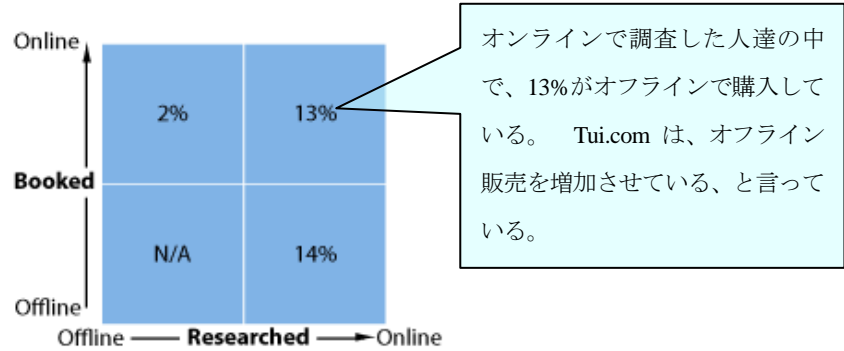 Online
2%
13%
Booked
N/A
14%
Offline
Offline
Researched
Online
オンラインで調査した人達の中
で、13%がオフラインで購入して
いる。 Tui.com は、オフライン
販売を増加させている、と言って
いる。